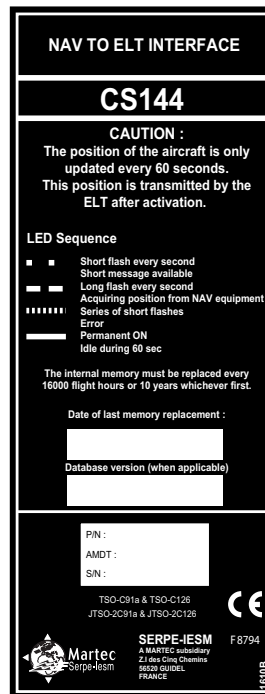 NAV TO ELT INTERFACE
CS144
CAUTION :
The position of the aircraft is only
updated every 60 seconds.
This position is transmitted by the
ELT after activation.
LED Sequence
Short flash every second
Short message available
Long flash every second
Acquiring position from NAV equipment
Series of short flashes
Error
Permanent ON
Idle during 60 sec
The internal memory must be replaced every
16000 flight hours or 10 years whichever first.
Date of last memory replacement :
Database version (when applicable)
P/N :
AMDT :
S/N :
TSO-C91a & TSO-C126
JTSO-2C91a & JTSO-2C126
CE
Martec
Serpe-Iesm
SERPE-IESM
A MARTEC subsidiary
Z.I des Cinq Chemins
56520 GUIDEL
FRANCE
F8794